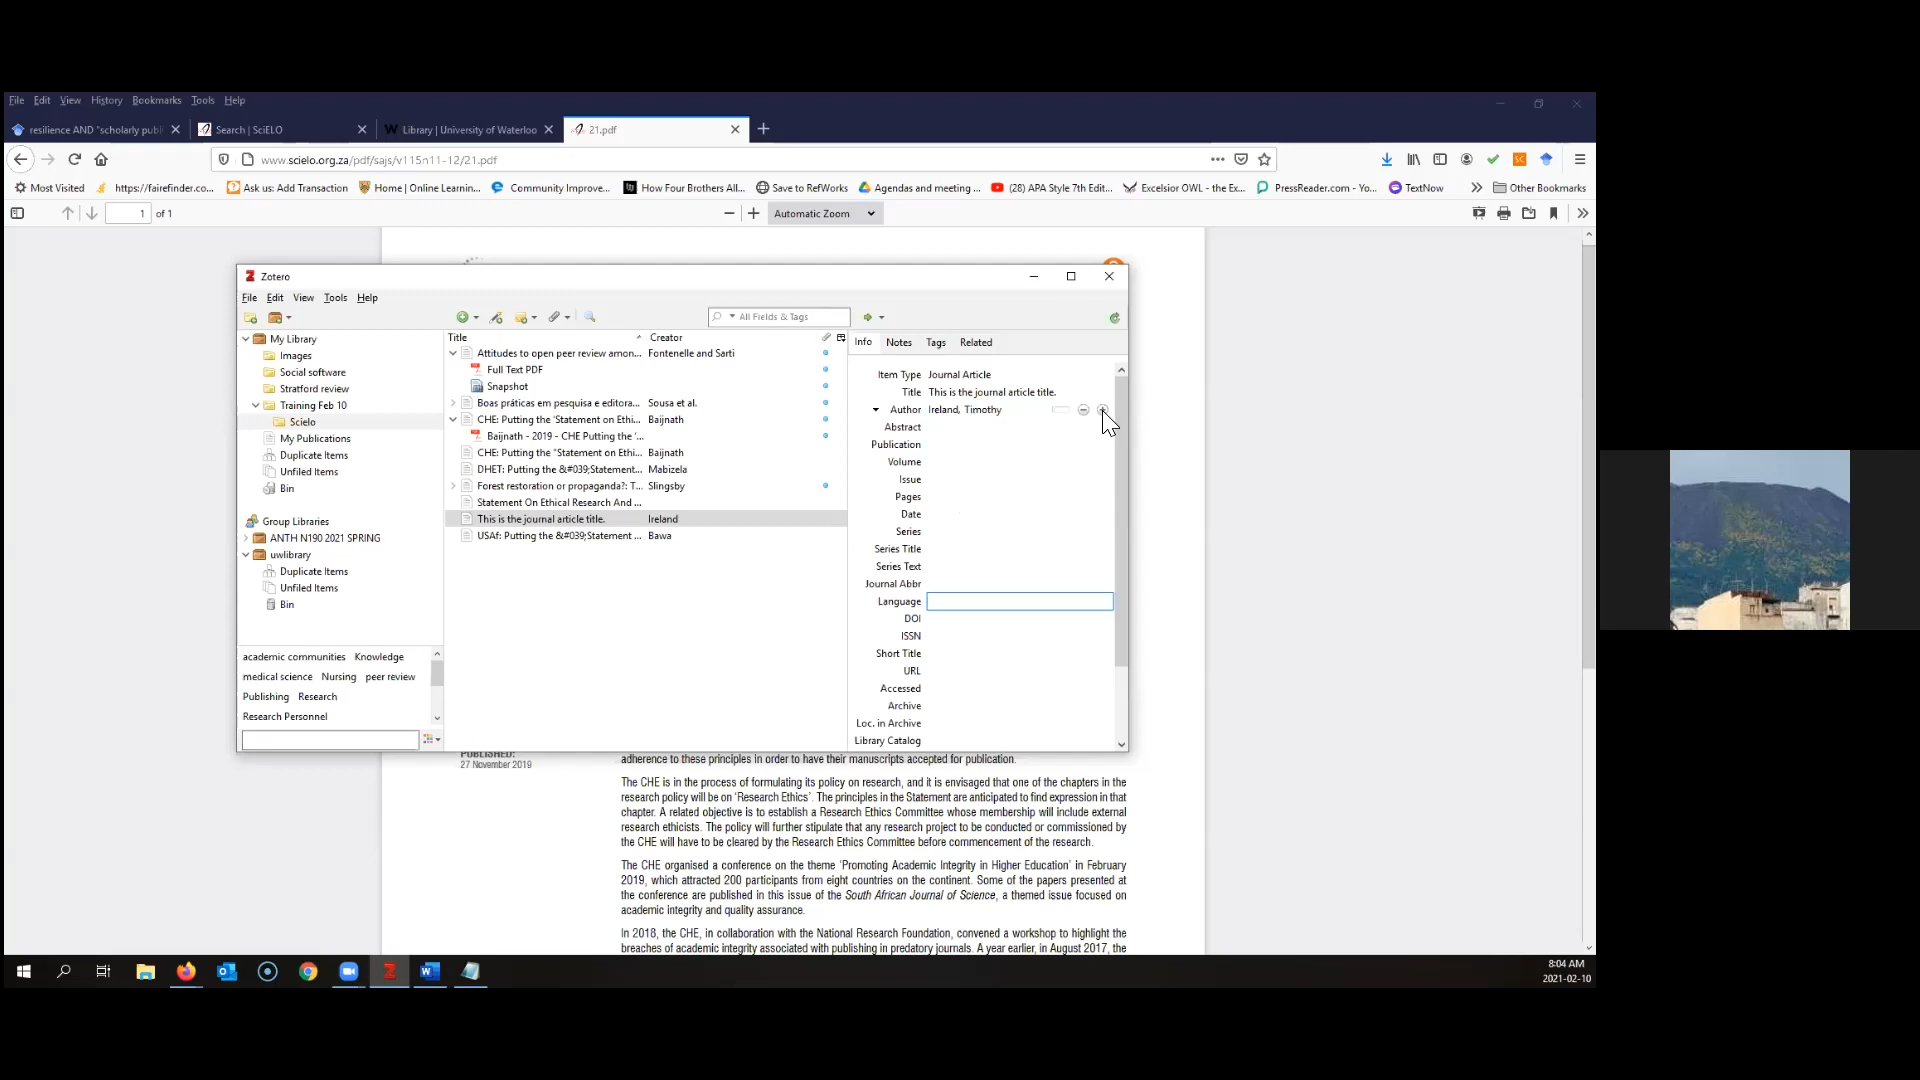 File Edit View History Bookmarks Tools Help
resilience AND "scholarly publi
Search | SciELO
Library | University of Waterloo
21.pdf
www.scielo.org.za/pdf/sajs/v115n11-12/21.pdf
Most Visited
https://fairefinder.co...
Ask us: Add Transaction
Home | Online Learnin...
Community Improve...
How Four Brothers All...
Save to RefWorks
Agendas and meeting ...
(28) APA Style 7th Edit...
Excelsior OWL - the Ex...
PressReader.com - Yo...
TextNow
Other Bookmarks
1 of 1
Automatic Zoom
Zotero
File Edit View Tools Help
All Fields & Tags
My Library
Images
Social software
Stratford review
Training Feb 10
Scielo
My Publications
Duplicate Items
Unfiled Items
Bin
Group Libraries
ANTH N190 2021 SPRING
uwlibrary
Duplicate Items
Unfiled Items
Bin
academic communities Knowledge
medical science Nursing peer review
Publishing Research
Research Personnel
Title Creator
Attitudes to open peer review amon... Fontenelle and Sarti
Full Text PDF
Snapshot
Boas práticas em pesquisa e editora... Sousa et al.
CHE: Putting the 'Statement on Ethi... Baijnath
Baijnath - 2019 - CHE Putting the '...
CHE: Putting the "Statement on Ethi... Baijnath
DHET: Putting the &#039;Statement... Mabizela
Forest restoration or propaganda?: T... Slingsby
Statement On Ethical Research And ...
This is the journal article title. Ireland
USAf: Putting the &#039;Statement ... Bawa
Info Notes Tags Related
Item Type Journal Article
Title This is the journal article title.
Author Ireland, Timothy
Abstract
Publication
Volume
Issue
Pages
Date
Series
Series Title
Series Text
Journal Abbr
Language
DOI
ISSN
Short Title
URL
Accessed
Archive
Loc. in Archive
Library Catalog
PUBLISHED:
27 November 2019
adherence to these principles in order to have their manuscripts accepted for publication.
The CHE is in the process of formulating its policy on research, and it is envisaged that one of the chapters in the
research policy will be on 'Research Ethics'. The principles in the Statement are anticipated to find expression in that
chapter. A related objective is to establish a Research Ethics Committee whose membership will include external
research ethicists. The policy will further stipulate that any research project to be conducted or commissioned by
the CHE will have to be cleared by the Research Ethics Committee before commencement of the research.
The CHE organised a conference on the theme 'Promoting Academic Integrity in Higher Education' in February
2019, which attracted 200 participants from eight countries on the continent. Some of the papers presented at
the conference are published in this issue of the South African Journal of Science, a themed issue focused on
academic integrity and quality assurance.
In 2018, the CHE, in collaboration with the National Research Foundation, convened a workshop to highlight the
breaches of academic integrity associated with publishing in predatory journals. A year earlier, in August 2017, the
8:04 AM
2021-02-10